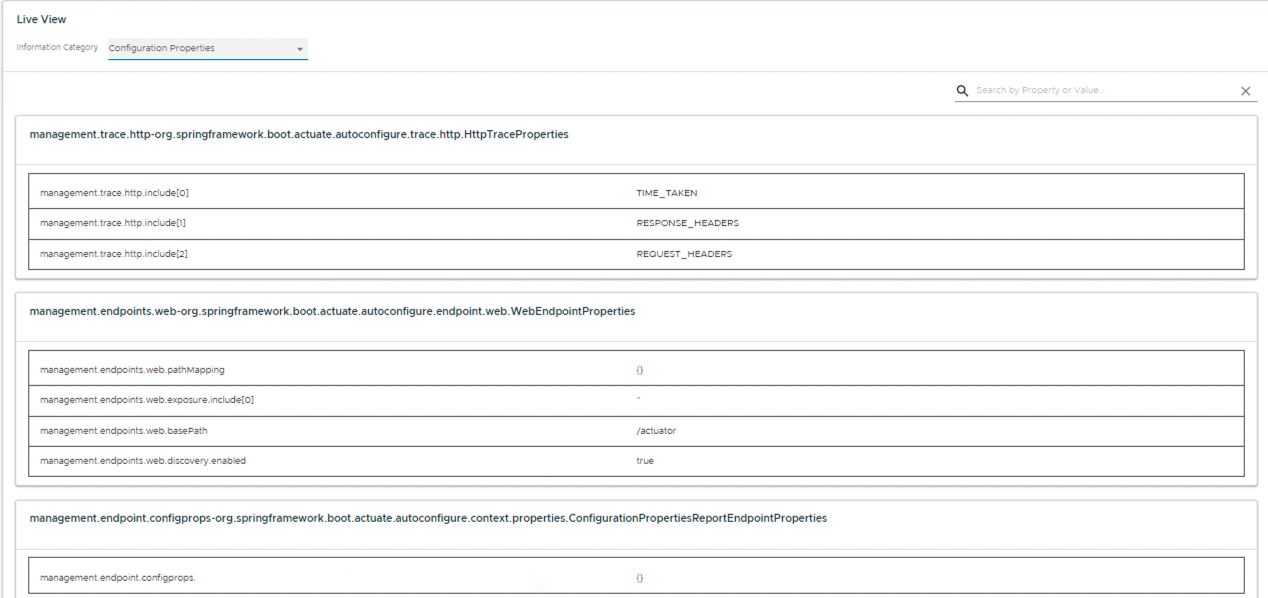 Live View
Information Category Configuration Properties
Search by Property or Value...
management.trace.http-org.springframework.boot.actuate.autoconfigure.trace.http.HttpTraceProperties
management.trace.http.include[0] TIME_TAKEN
management.trace.http.include[1] RESPONSE_HEADERS
management.trace.http.include[2] REQUEST_HEADERS
management.endpoints.web-org.springframework.boot.actuate.autoconfigure.endpoint.web.WebEndpointProperties
management.endpoints.web.pathMapping {}
management.endpoints.web.exposure.include[0] *
management.endpoints.web.basePath /actuator
management.endpoints.web.discovery.enabled true
management.endpoint.configprops-org.springframework.boot.actuate.autoconfigure.context.properties.ConfigurationPropertiesReportEndpointProperties
management.endpoint.configprops. {}